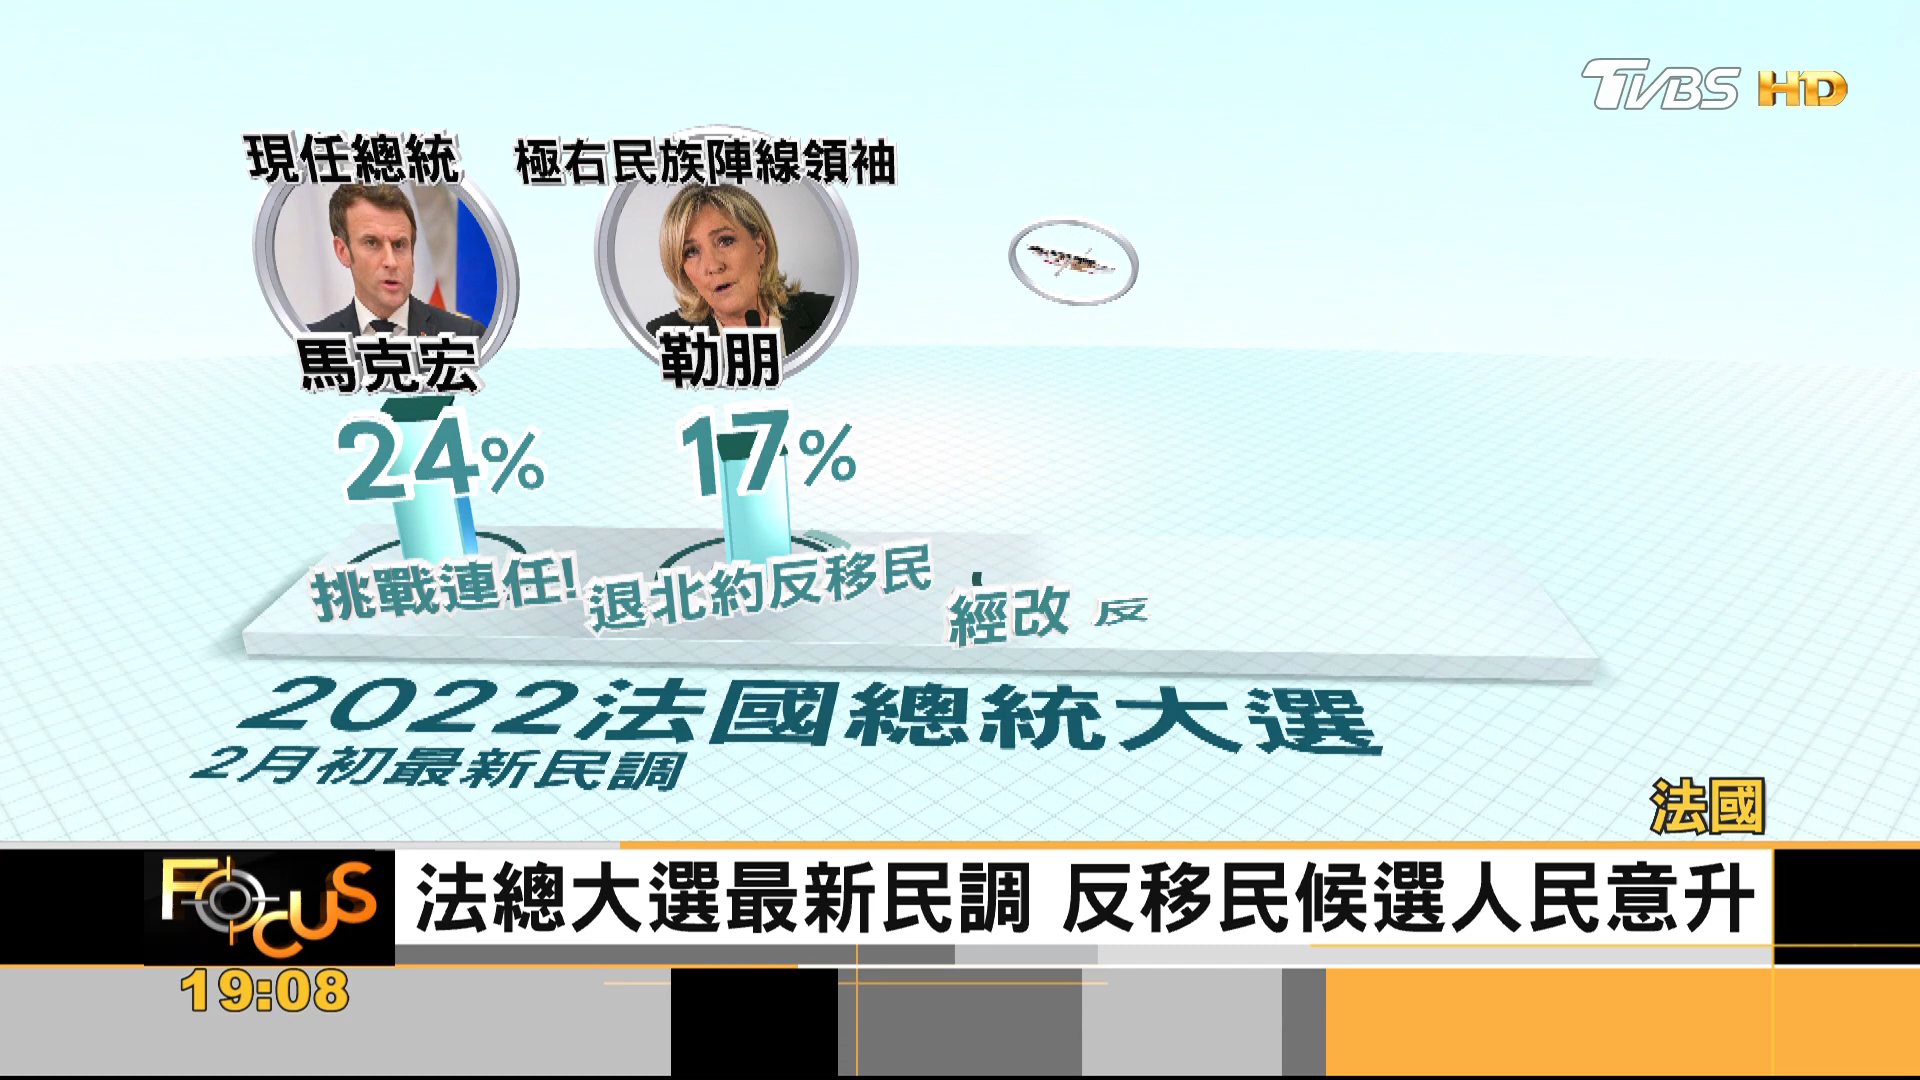 TVBS HD
現任總統
極右民族陣線領袖
馬克宏
勒朋
24%
17%
挑戰連任!
退北約反移民
經改 反
2022法國總統大選
2月初最新民調
法國
FOCUS
法總大選最新民調 反移民候選人民意升
19:08